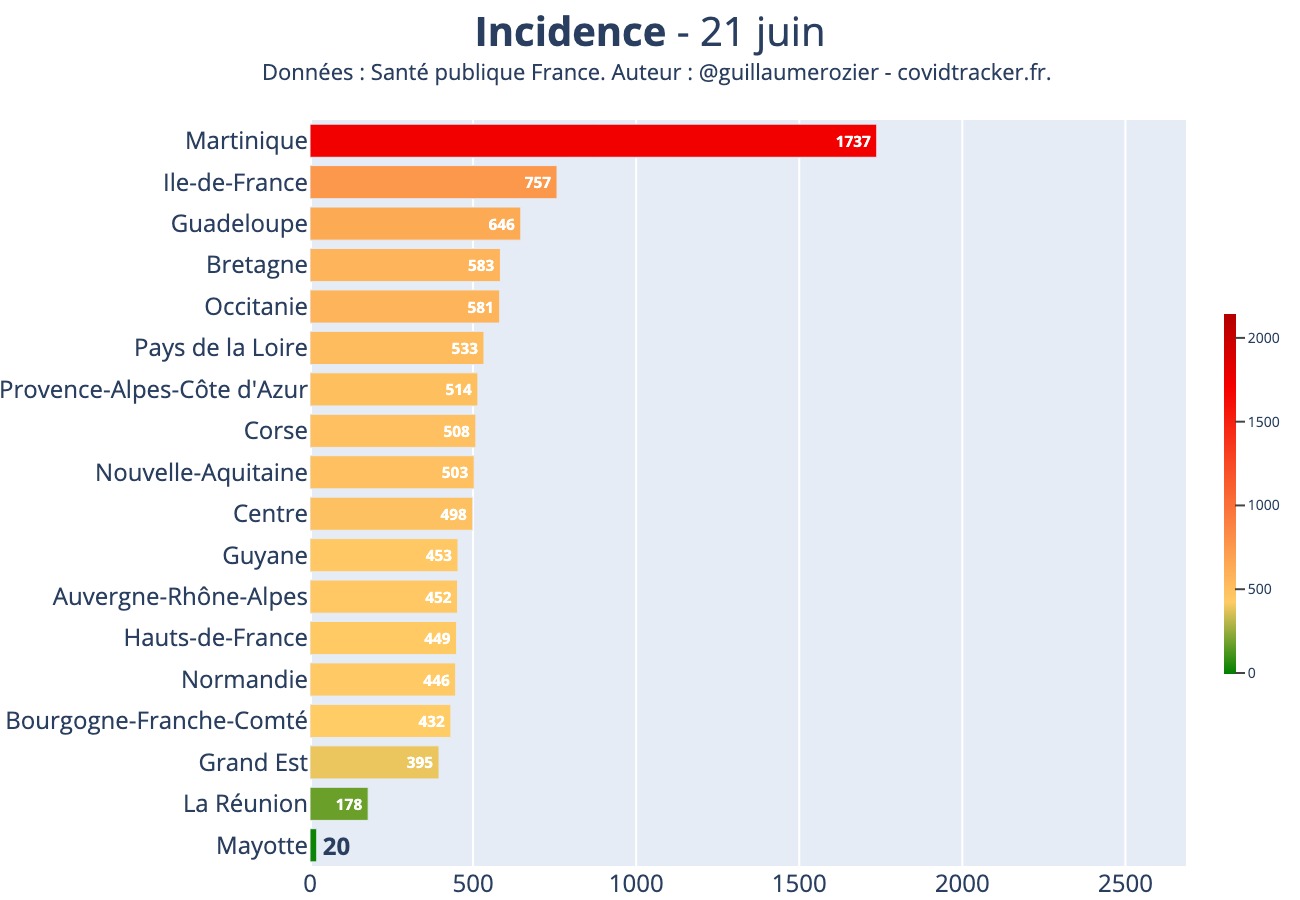 Incidence - 21 juin
Données : Santé publique France. Auteur : @guillaumerozier - covidtracker.fr.
Martinique 1737
Ile-de-France 757
Guadeloupe 646
Bretagne 583
Occitanie 581
Pays de la Loire 533
Provence-Alpes-Côte d'Azur 514
Corse 508
Nouvelle-Aquitaine 503
Centre 498
Guyane 453
Auvergne-Rhône-Alpes 452
Hauts-de-France 449
Normandie 446
Bourgogne-Franche-Comté 432
Grand Est 395
La Réunion 178
Mayotte 20
0 500 1000 1500 2000 2500
2000
1500
1000
500
0